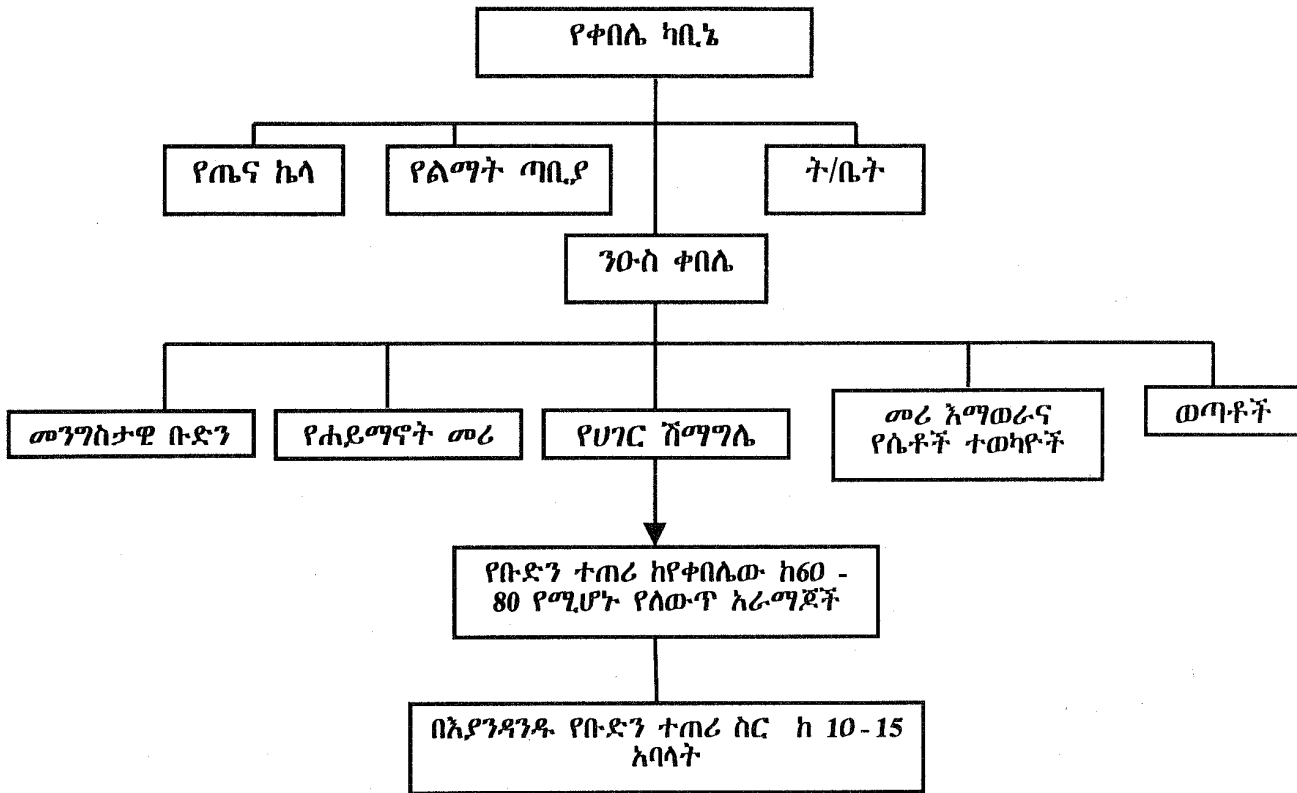 የቀበሌ ካቢኔ
የጤና ኬላ
የልማት ጣቢያ
ት/ቤት
ንዑስ ቀበሌ
መንግስታዊ ቡድን
የሐይማኖት መሪ
የሀገር ሽማግሌ
መሪ እማወራና
የሴቶች ተወካዮች
ወጣቶች
የቡድን ተጠሪ ከየቀበሌው ከ60 -
80 የሚሆኑ የለውጥ አራማጆች
በእያንዳንዱ የቡድን ተጠሪ ስር ከ 10 - 15
አባላት